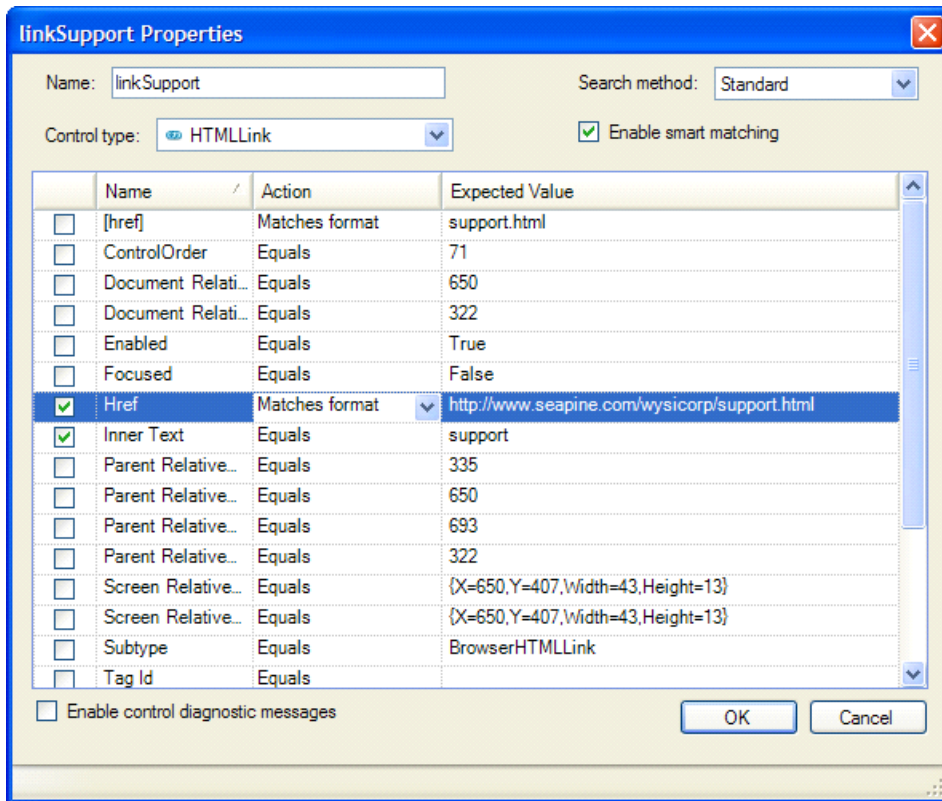 linkSupport Properties
Name: linkSupport Search method: Standard
Control type: HTMLLink Enable smart matching
Name Action Expected Value
[href] Matches format support.html
ControlOrder Equals 71
Document Relati... Equals 650
Document Relati... Equals 322
Enabled Equals True
Focused Equals False
Href Matches format http://www.seapine.com/wysicorp/support.html
Inner Text Equals support
Parent Relative... Equals 335
Parent Relative... Equals 650
Parent Relative... Equals 693
Parent Relative... Equals 322
Screen Relative... Equals {X=650,Y=407,Width=43,Height=13}
Screen Relative... Equals {X=650,Y=407,Width=43,Height=13}
Subtype Equals BrowserHTMLLink
Tag Id Equals
Enable control diagnostic messages OK Cancel